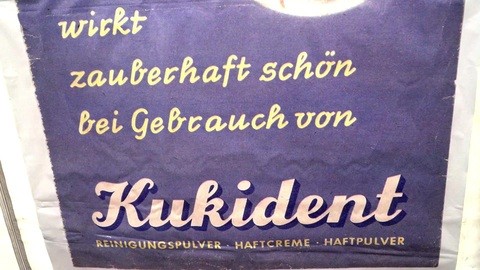 wirkt
zauberhaft schön
bei Gebrauch von
Kukident
REINIGUNGSPULVER · HAFTCREME · HAFTPULVER